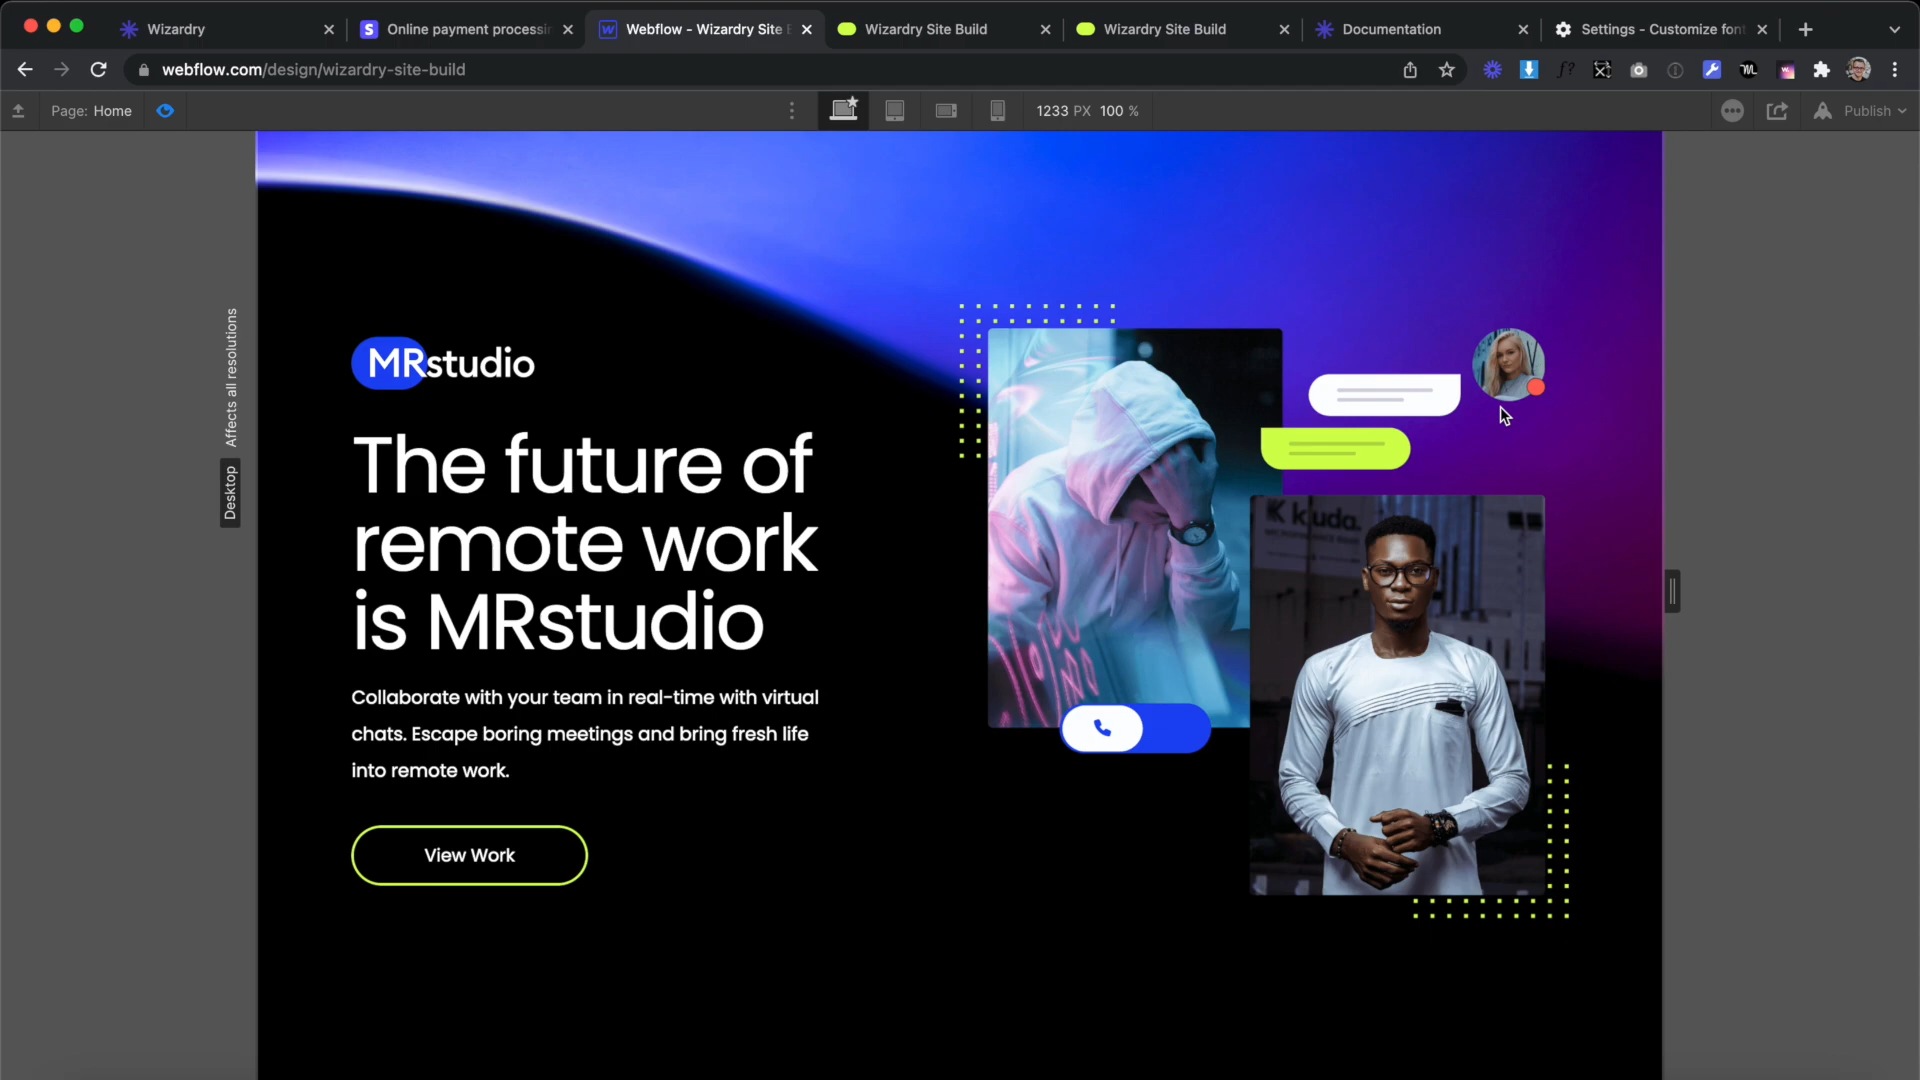 Wizardry
Online payment processin
Webflow - Wizardry Site B
Wizardry Site Build
Wizardry Site Build
Documentation
Settings - Customize font
webflow.com/design/wizardry-site-build
Page: Home
1233 PX 100 %
Publish
Affects all resolutions
Desktop
MRstudio
The future of
remote work
is MRstudio
Collaborate with your team in real-time with virtual
chats. Escape boring meetings and bring fresh life
into remote work.
View Work
kuda.